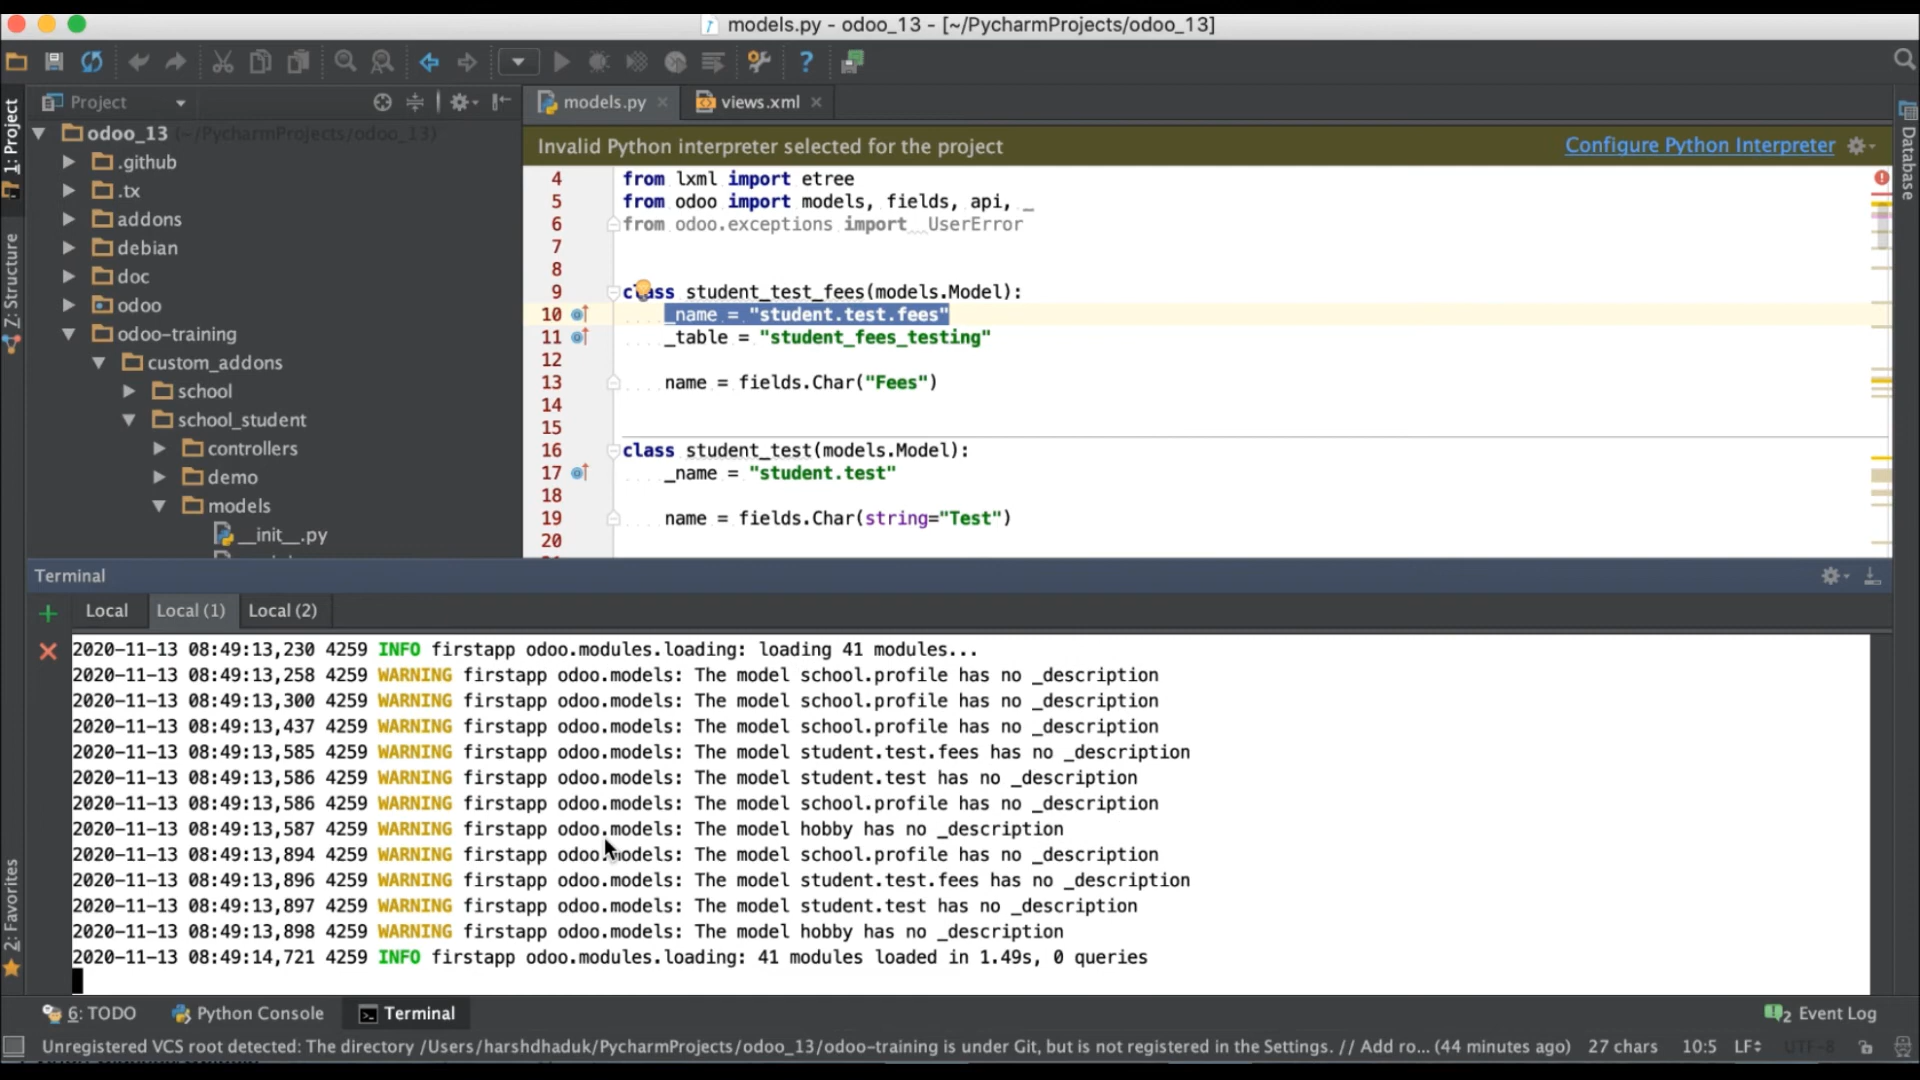 models.py - odoo_13 - [~/PycharmProjects/odoo_13]
Project
models.py
views.xml
1: Project
Z: Structure
2: Favorites
Database
odoo_13 (~/PycharmProjects/odoo_13)
.github
.tx
addons
debian
doc
odoo
odoo-training
custom_addons
school
school_student
controllers
demo
models
__init__.py
Invalid Python interpreter selected for the project
Configure Python Interpreter
4 from lxml import etree
5 from odoo import models, fields, api, _
6 from odoo.exceptions import UserError
7
8
9 class student_test_fees(models.Model):
10 _name = "student.test.fees"
11 _table = "student_fees_testing"
12
13 name = fields.Char("Fees")
14
15
16 class student_test(models.Model):
17 _name = "student.test"
18
19 name = fields.Char(string="Test")
20
Terminal
Local
Local (1)
Local (2)
2020-11-13 08:49:13,230 4259 INFO firstapp odoo.modules.loading: loading 41 modules...
2020-11-13 08:49:13,258 4259 WARNING firstapp odoo.models: The model school.profile has no _description
2020-11-13 08:49:13,300 4259 WARNING firstapp odoo.models: The model school.profile has no _description
2020-11-13 08:49:13,437 4259 WARNING firstapp odoo.models: The model school.profile has no _description
2020-11-13 08:49:13,585 4259 WARNING firstapp odoo.models: The model student.test.fees has no _description
2020-11-13 08:49:13,586 4259 WARNING firstapp odoo.models: The model student.test has no _description
2020-11-13 08:49:13,586 4259 WARNING firstapp odoo.models: The model school.profile has no _description
2020-11-13 08:49:13,587 4259 WARNING firstapp odoo.models: The model hobby has no _description
2020-11-13 08:49:13,894 4259 WARNING firstapp odoo.models: The model school.profile has no _description
2020-11-13 08:49:13,896 4259 WARNING firstapp odoo.models: The model student.test.fees has no _description
2020-11-13 08:49:13,897 4259 WARNING firstapp odoo.models: The model student.test has no _description
2020-11-13 08:49:13,898 4259 WARNING firstapp odoo.models: The model hobby has no _description
2020-11-13 08:49:14,721 4259 INFO firstapp odoo.modules.loading: 41 modules loaded in 1.49s, 0 queries
6: TODO
Python Console
Terminal
2 Event Log
Unregistered VCS root detected: The directory /Users/harshdhaduk/PycharmProjects/odoo_13/odoo-training is under Git, but is not registered in the Settings. // Add ro... (44 minutes ago) 27 chars 10:5 LF UTF-8